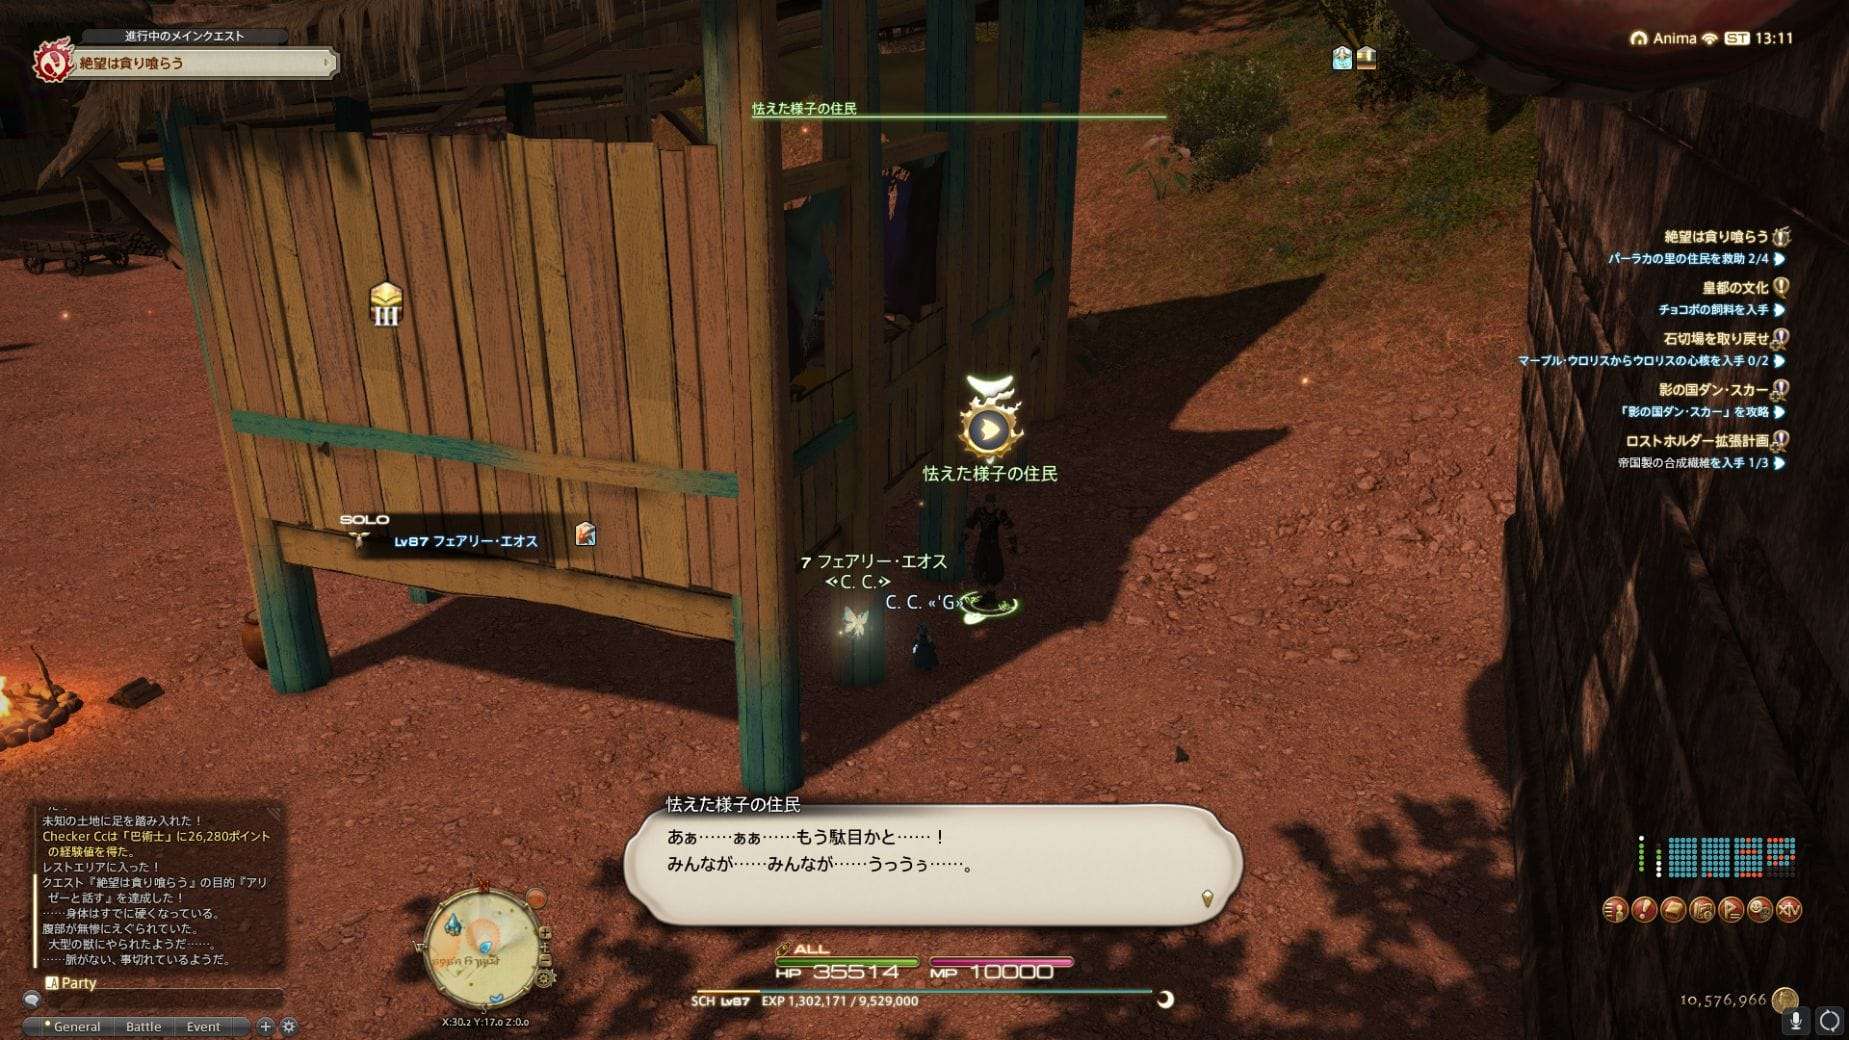 進行中のメインクエスト
絶望は貪り喰らう
Anima ST 13:11
怯えた様子の住民
絶望は貪り喰らう
パーラカの里の住民を救助 2/4
皇都の文化
チョコボの飼料を入手
石切場を取り戻せ
マーブル・ウロリスからウロリスの心核を入手 0/2
影の国ダン・スカー
「影の国ダン・スカー」を攻略
ロストホルダー拡張計画
帝国製の合成繊維を入手 1/3
III
怯えた様子の住民
SOLO
Lv87 フェアリー・エオス
7 フェアリー・エオス
«C. C.»
C. C. «'G»
怯えた様子の住民
あぁ……ぁぁ……もう駄目かと……！
みんなが……みんなが……うっうぅ……。
未知の土地に足を踏み入れた！
Checker Ccは「巴術士」に26,280ポイント
の経験値を得た。
レストエリアに入った！
クエスト『絶望は貪り喰らう』の目的『アリ
ゼーと話す』を達成した！
……身体はすでに硬くなっている。
腹部が無惨にえぐられていた。
大型の獣にやられたようだ……。
……脈がない、事切れているようだ。
Party
General Battle Event
X:30.2 Y:17.0 Z:0.0
ALL
HP 35514 MP 10000
SCH Lv87 EXP 1,302,171 / 9,529,000
XIV
10,576,966